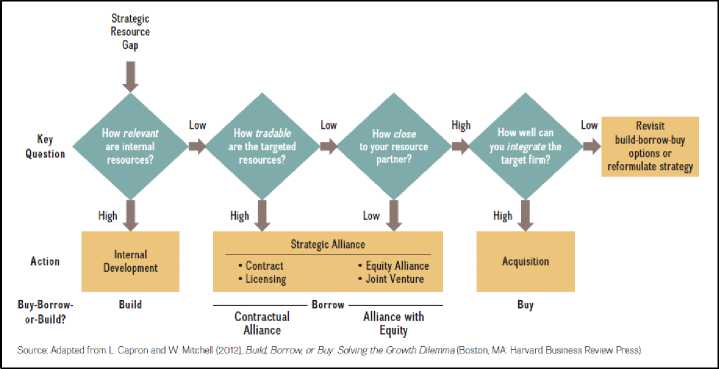 Strategic
Resource
Gap
Key
Question
How relevant
are internal
resources?
Low
How tradable
are the targeted
resources?
Low
How close
to your resource
partner?
High
How well can
you integrate the
target firm?
Low
Revisit
build-borrow-buy
options or
reformulate strategy
High
High
Low
High
Action
Internal
Development
Strategic Alliance
• Contract
• Licensing
• Equity Alliance
• Joint Venture
Acquisition
Buy-Borrow-
or-Build?
Build
Borrow
Buy
Contractual
Alliance
Alliance with
Equity
Source: Adapted from L. Capron and W. Mitchell (2012), Build, Borrow, or Buy: Solving the Growth Dilemma (Boston, MA: Harvard Business Review Press)